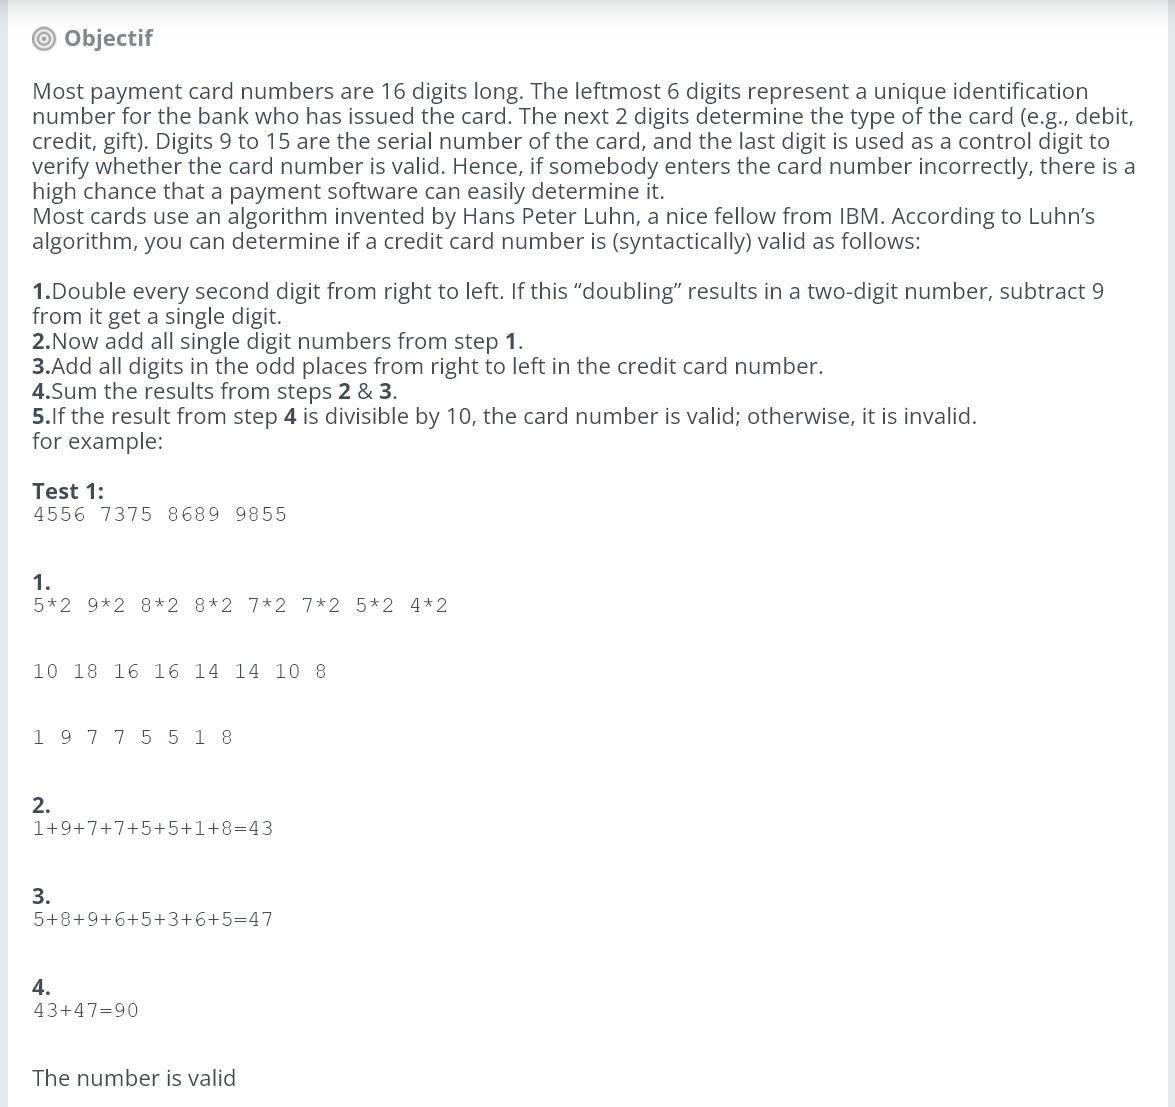 Objectif
Most payment card numbers are 16 digits long. The leftmost 6 digits represent a unique identification
number for the bank who has issued the card. The next 2 digits determine the type of the card (e.g., debit,
credit, gift). Digits 9 to 15 are the serial number of the card, and the last digit is used as a control digit to
verify whether the card number is valid. Hence, if somebody enters the card number incorrectly, there is a
high chance that a payment software can easily determine it.
Most cards use an algorithm invented by Hans Peter Luhn, a nice fellow from IBM. According to Luhn’s
algorithm, you can determine if a credit card number is (syntactically) valid as follows:
1.Double every second digit from right to left. If this “doubling” results in a two-digit number, subtract 9
from it get a single digit.
2.Now add all single digit numbers from step 1.
3.Add all digits in the odd places from right to left in the credit card number.
4.Sum the results from steps 2 & 3.
5.If the result from step 4 is divisible by 10, the card number is valid; otherwise, it is invalid.
for example:
Test 1:
4556 7375 8689 9855
1.
5*2 9*2 8*2 8*2 7*2 7*2 5*2 4*2
10 18 16 16 14 14 10 8
1 9 7 7 5 5 1 8
2.
1+9+7+7+5+5+1+8=43
3.
5+8+9+6+5+3+6+5=47
4.
43+47=90
The number is valid